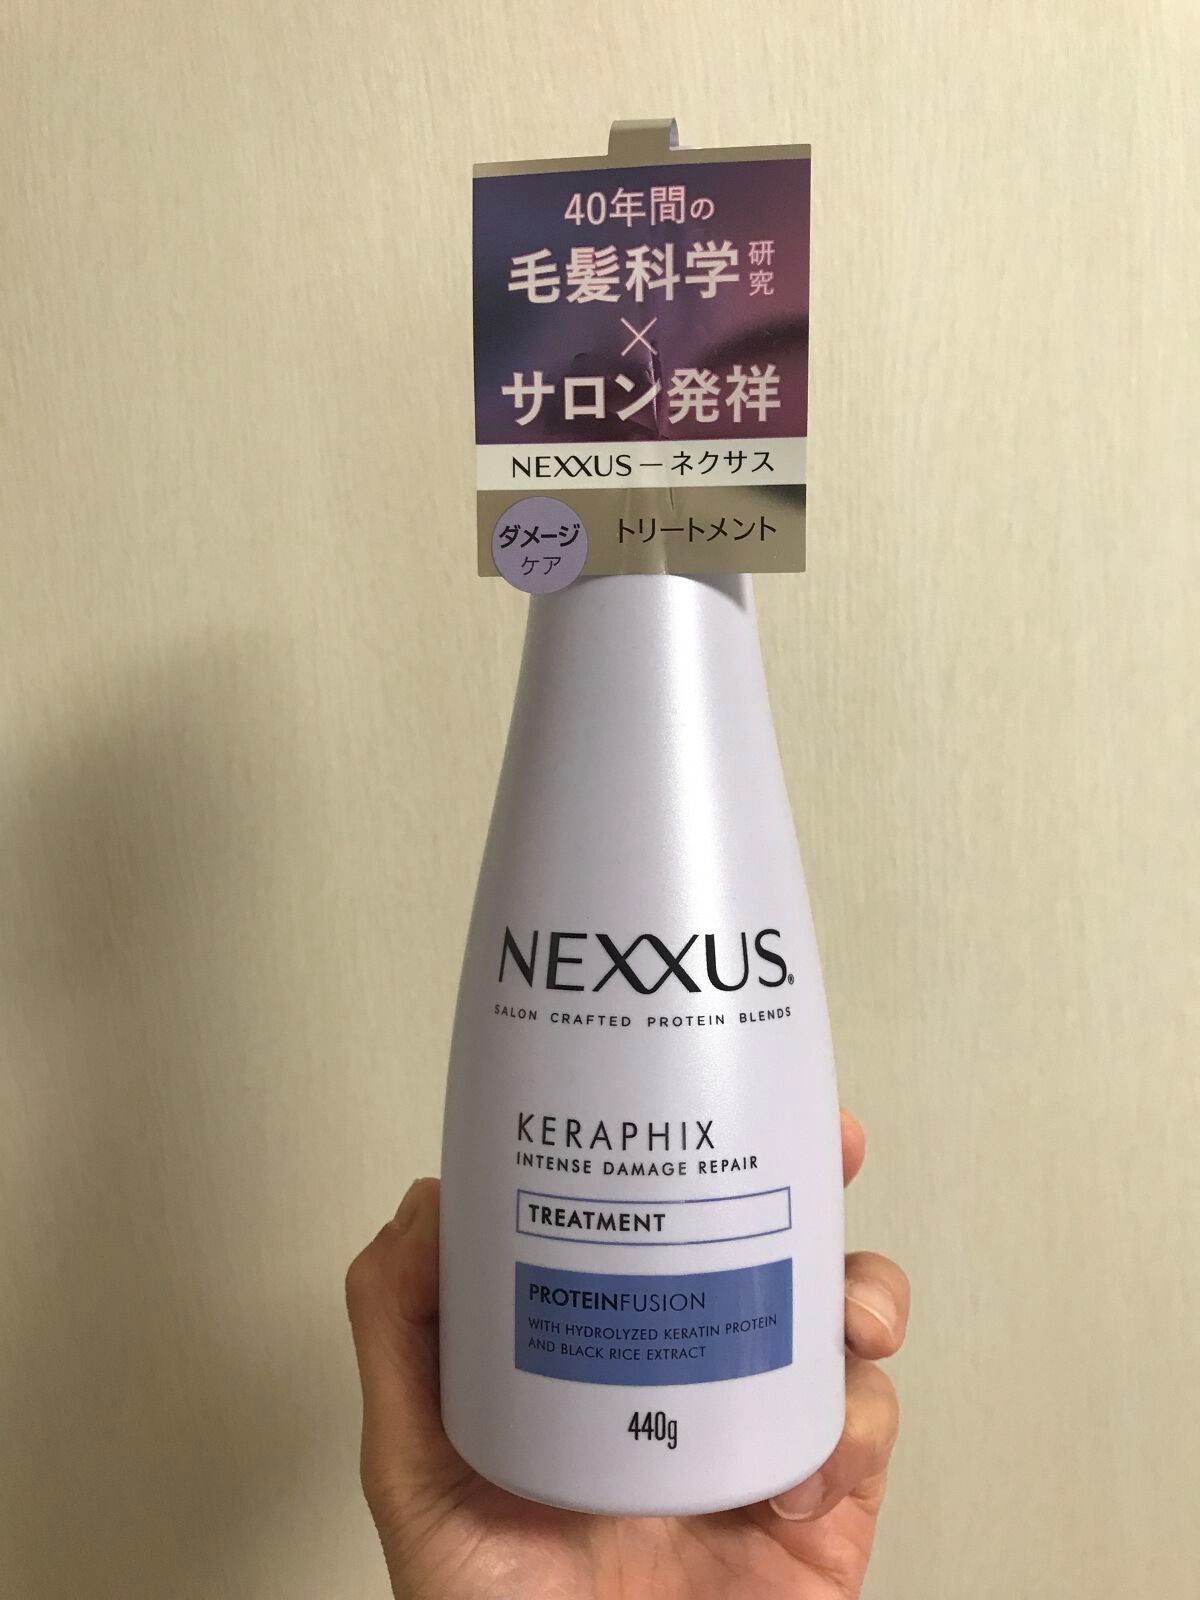 40年間の
毛髪科学研究
×
サロン発祥
NEXXUS－ネクサス
ダメージ
ケア
トリートメント
NEXXUS®
SALON CRAFTED PROTEIN BLENDS
KERAPHIX
INTENSE DAMAGE REPAIR
TREATMENT
PROTEINFUSION
WITH HYDROLYZED KERATIN PROTEIN
AND BLACK RICE EXTRACT
440g